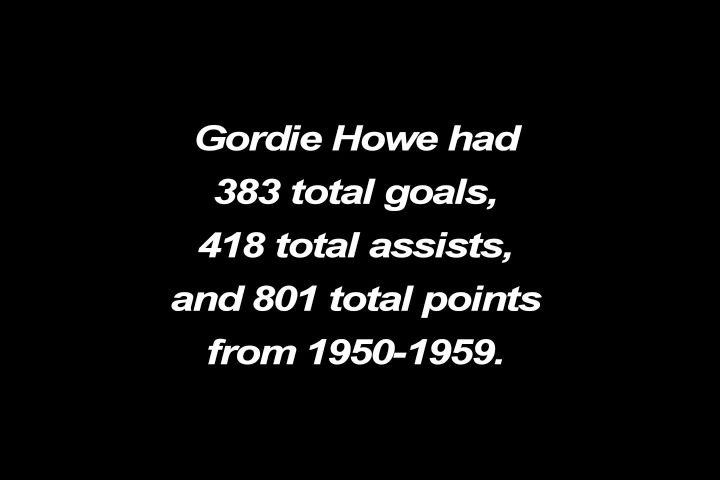 Gordie Howe had
383 total goals,
418 total assists,
and 801 total points
from 1950-1959.